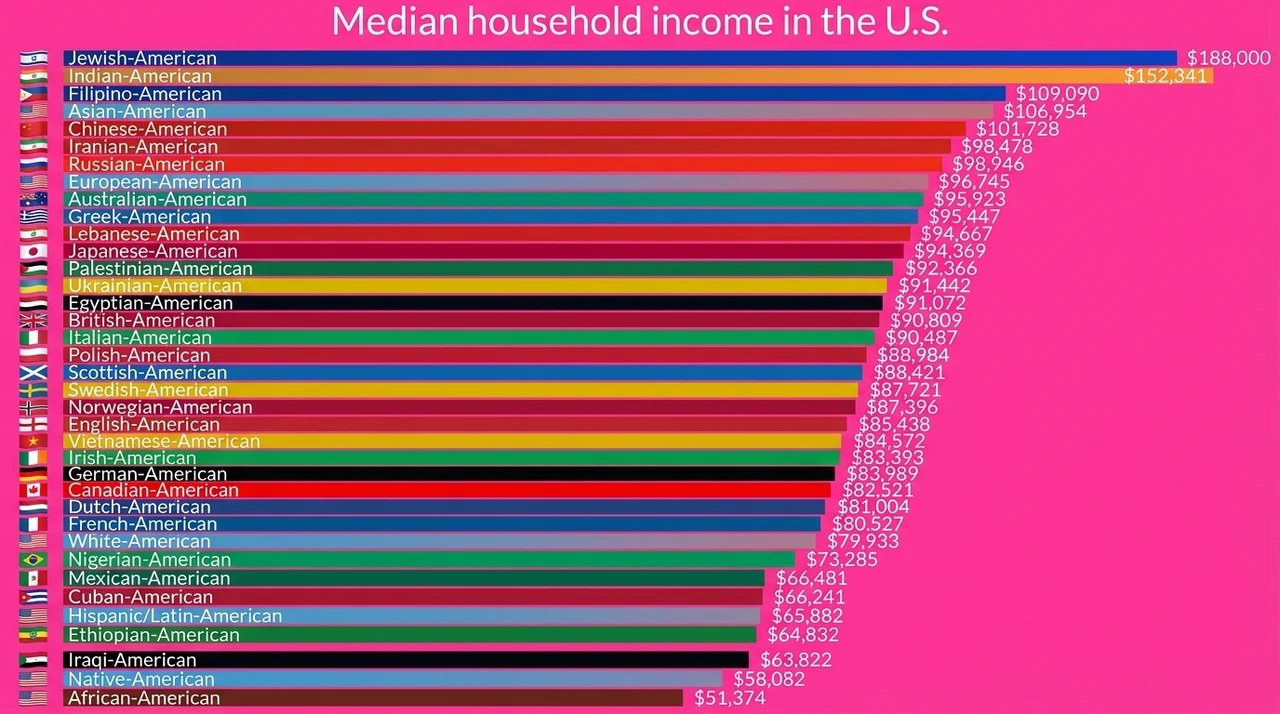 Median household income in the U.S.
Jewish-American $188,000
Indian-American $152,341
Filipino-American $109,090
Asian-American $106,954
Chinese-American $101,728
Iranian-American $98,478
Russian-American $98,946
European-American $96,745
Australian-American $95,923
Greek-American $95,447
Lebanese-American $94,667
Japanese-American $94,369
Palestinian-American $92,366
Ukrainian-American $91,442
Egyptian-American $91,072
British-American $90,809
Italian-American $90,487
Polish-American $88,984
Scottish-American $88,421
Swedish-American $87,721
Norwegian-American $87,396
English-American $85,438
Vietnamese-American $84,572
Irish-American $83,393
German-American $83,989
Canadian-American $82,521
Dutch-American $81,004
French-American $80.527
White-American $79,933
Nigerian-American $73,285
Mexican-American $66,481
Cuban-American $66,241
Hispanic/Latin-American $65,882
Ethiopian-American $64,832
Iraqi-American $63,822
Native-American $58,082
African-American $51,374